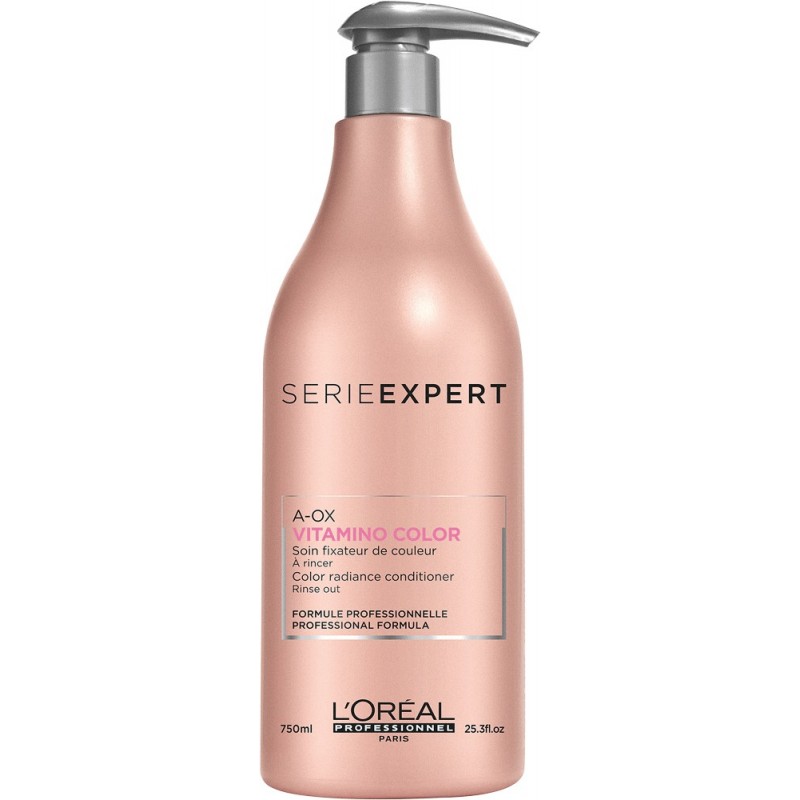 SERIEEXPERT
A-OX
VITAMINO COLOR
Soin fixateur de couleur
À rincer
Color radiance conditioner
Rinse out
FORMULE PROFESSIONNELLE
PROFESSIONAL FORMULA
L'ORÉAL
PROFESSIONNEL
PARIS
750ml
25.3fl.oz